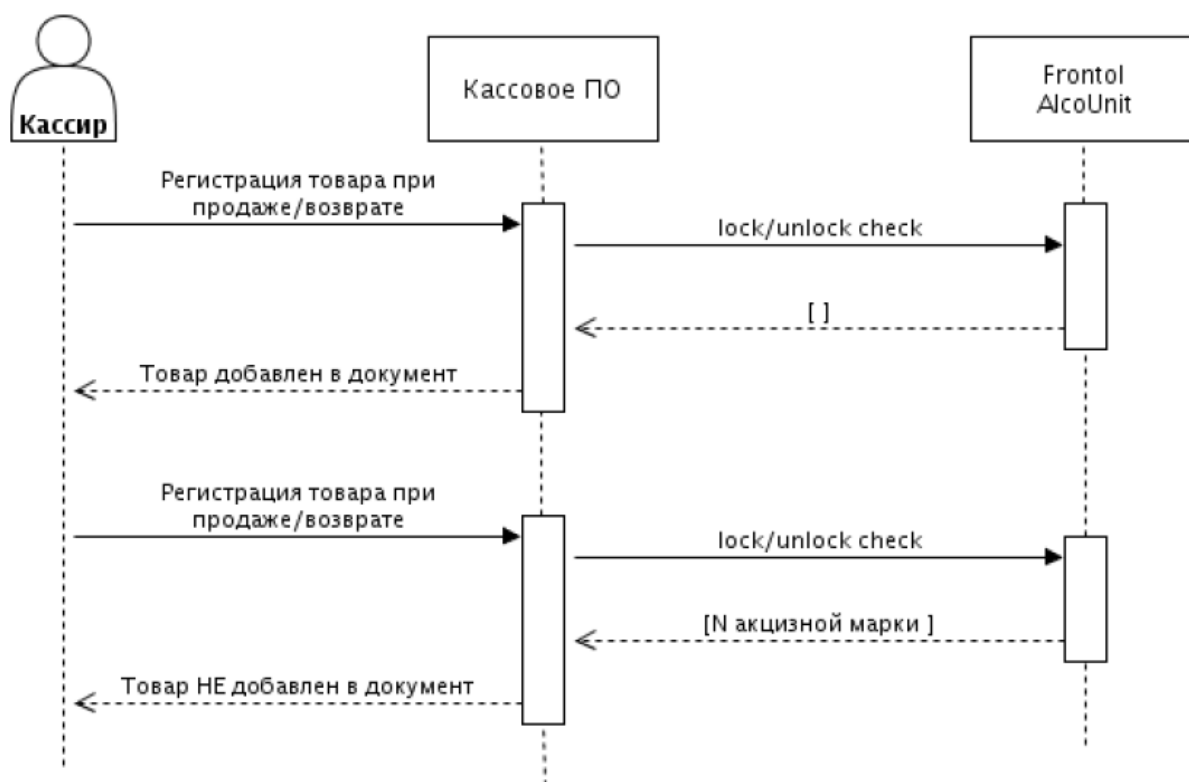 Кассир
Кассовое ПО
Frontol
AlcoUnit
Регистрация товара при
продаже/возврате
lock/unlock check
[ ]
Товар добавлен в документ
Регистрация товара при
продаже/возврате
lock/unlock check
[N акцизной марки ]
Товар НЕ добавлен в документ